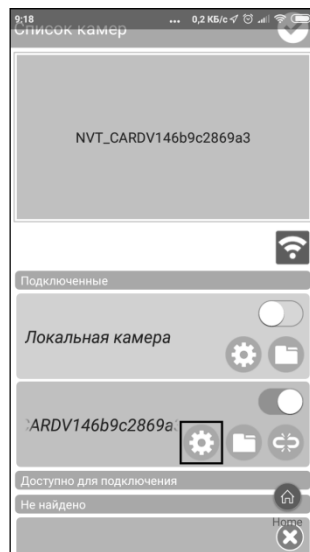 9:18 ... 0,2 КБ/с
Список камер
NVT_CARDV146b9c2869a3
Подключенные
Локальная камера
ARDV146b9c2869a
Доступно для подключения
Не найдено
Home